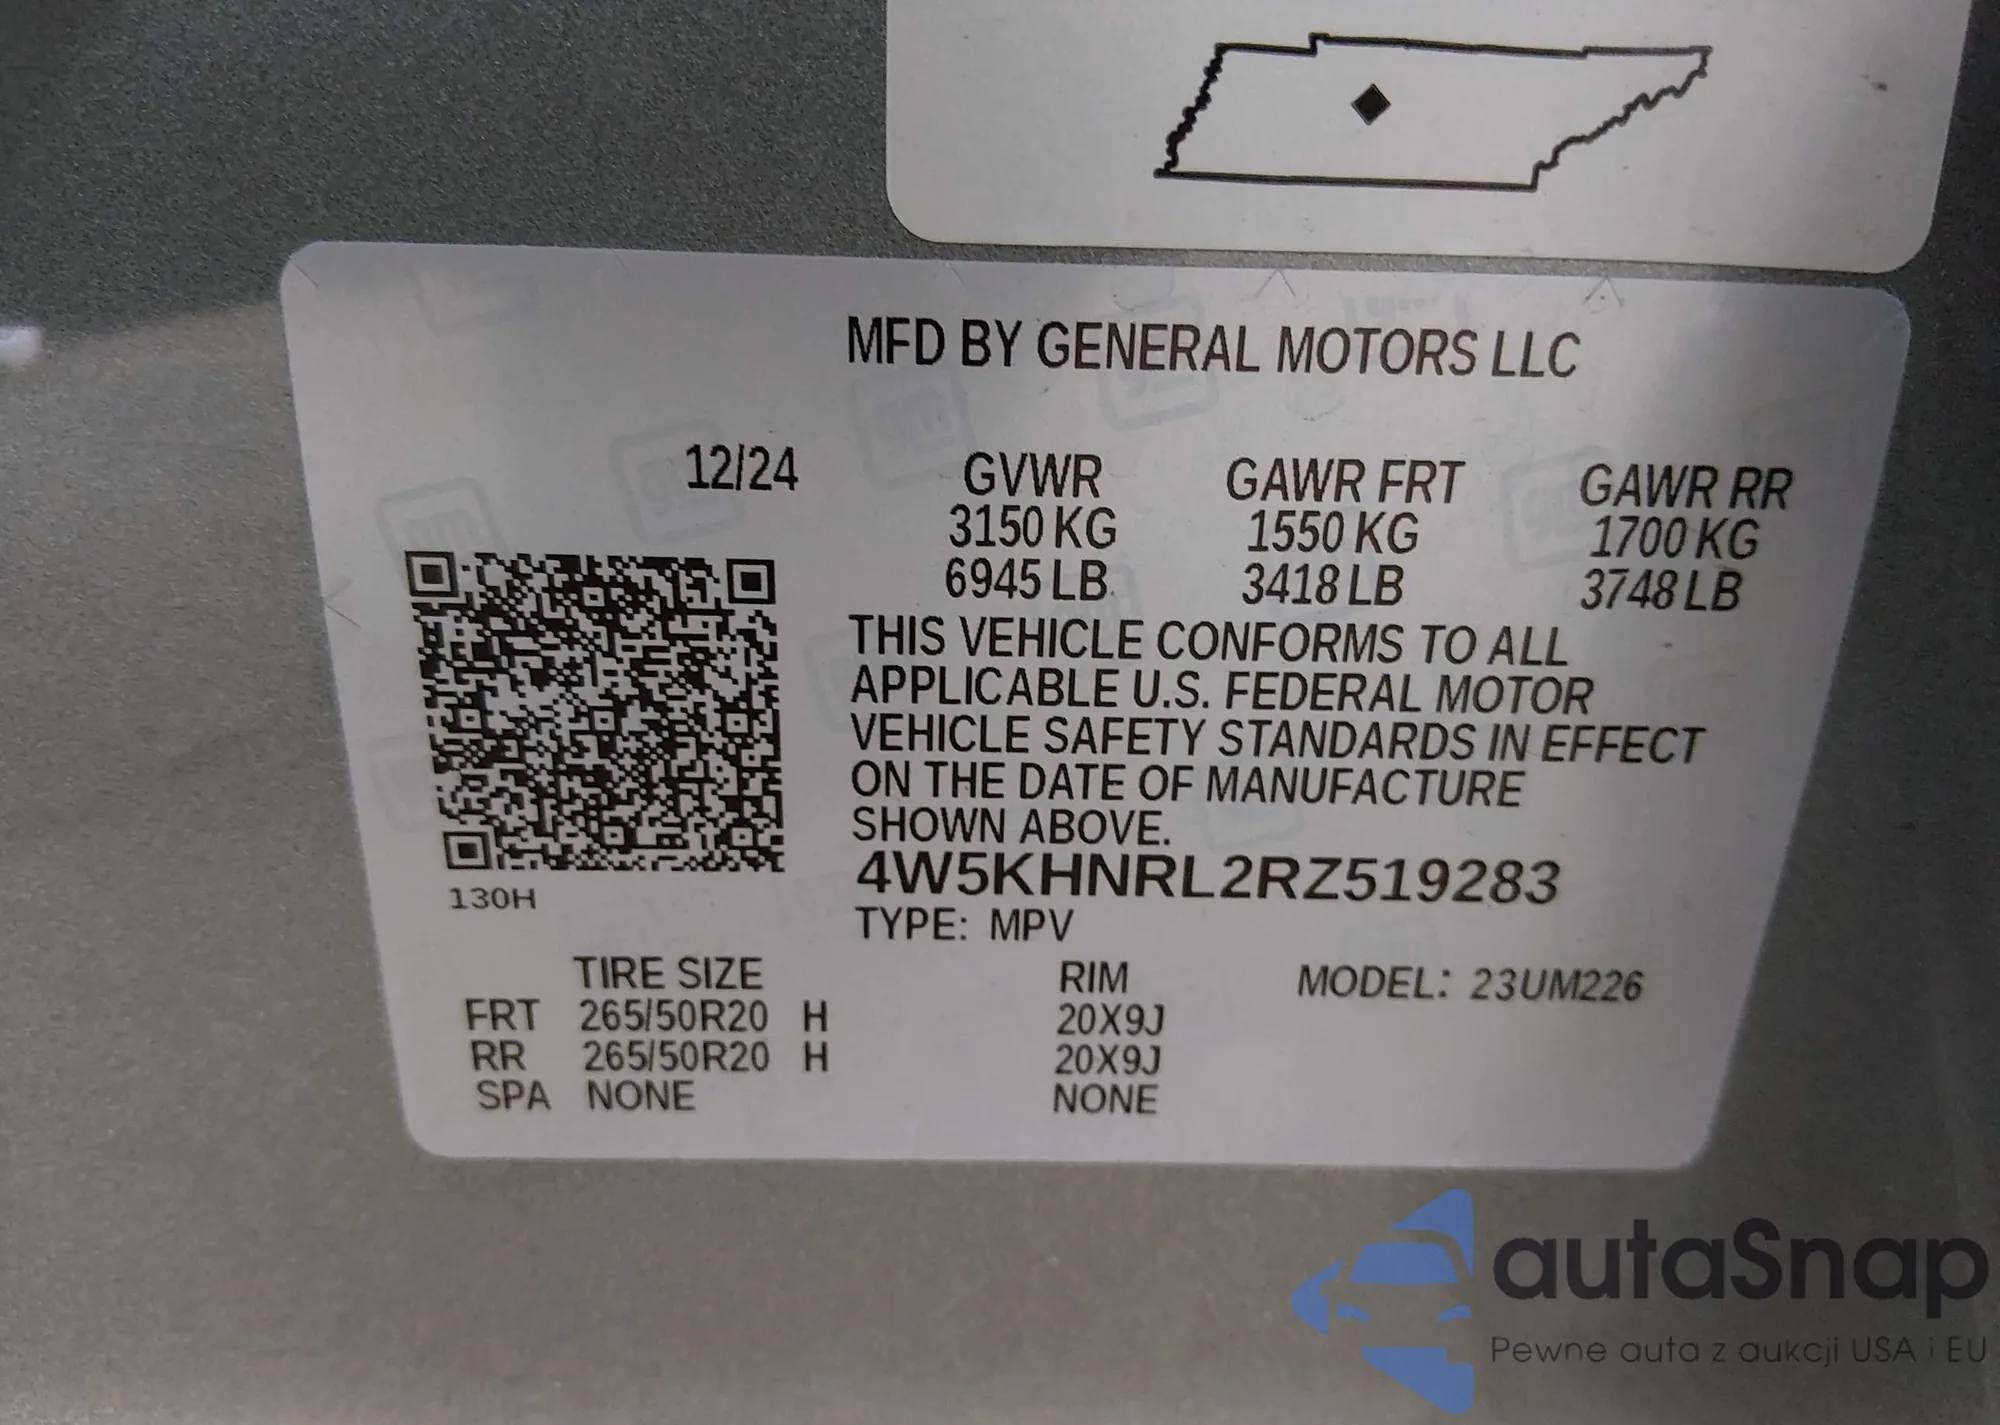 MFD BY GENERAL MOTORS LLC
12/24 GVWR GAWR FRT GAWR RR
3150 KG 1550 KG 1700 KG
6945 LB 3418 LB 3748 LB
THIS VEHICLE CONFORMS TO ALL
APPLICABLE U.S. FEDERAL MOTOR
VEHICLE SAFETY STANDARDS IN EFFECT
ON THE DATE OF MANUFACTURE
SHOWN ABOVE.
4W5KHNRL2RZ519283
130H
TYPE: MPV
TIRE SIZE RIM MODEL: 23UM226
FRT 265/50R20 H 20X9J
RR 265/50R20 H 20X9J
SPA NONE NONE
autaSnap
Pewne auta z aukcji USA i EU